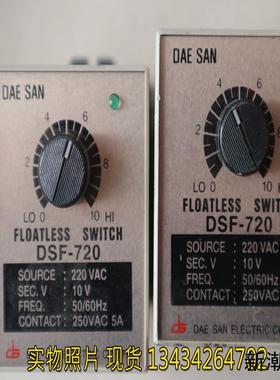 DAE SAN
4
2
6
8
LO 0
10 HI
FLOATLESS SWITCH
DSF-720
SOURCE : 220 VAC
SEC. V : 10 V
FREQ. : 50/60Hz
CONTACT : 250VAC 5A
DAE SAN
4
2
LO 0
10
FLOATLESS SWITCH
DSF-720
SOURCE : 220 VAC
SEC. V : 10 V
FREQ. : 50/60Hz
CONTACT : 250VAC
DAE SAN ELECTRIC CO
实物照片 现货 13434264792